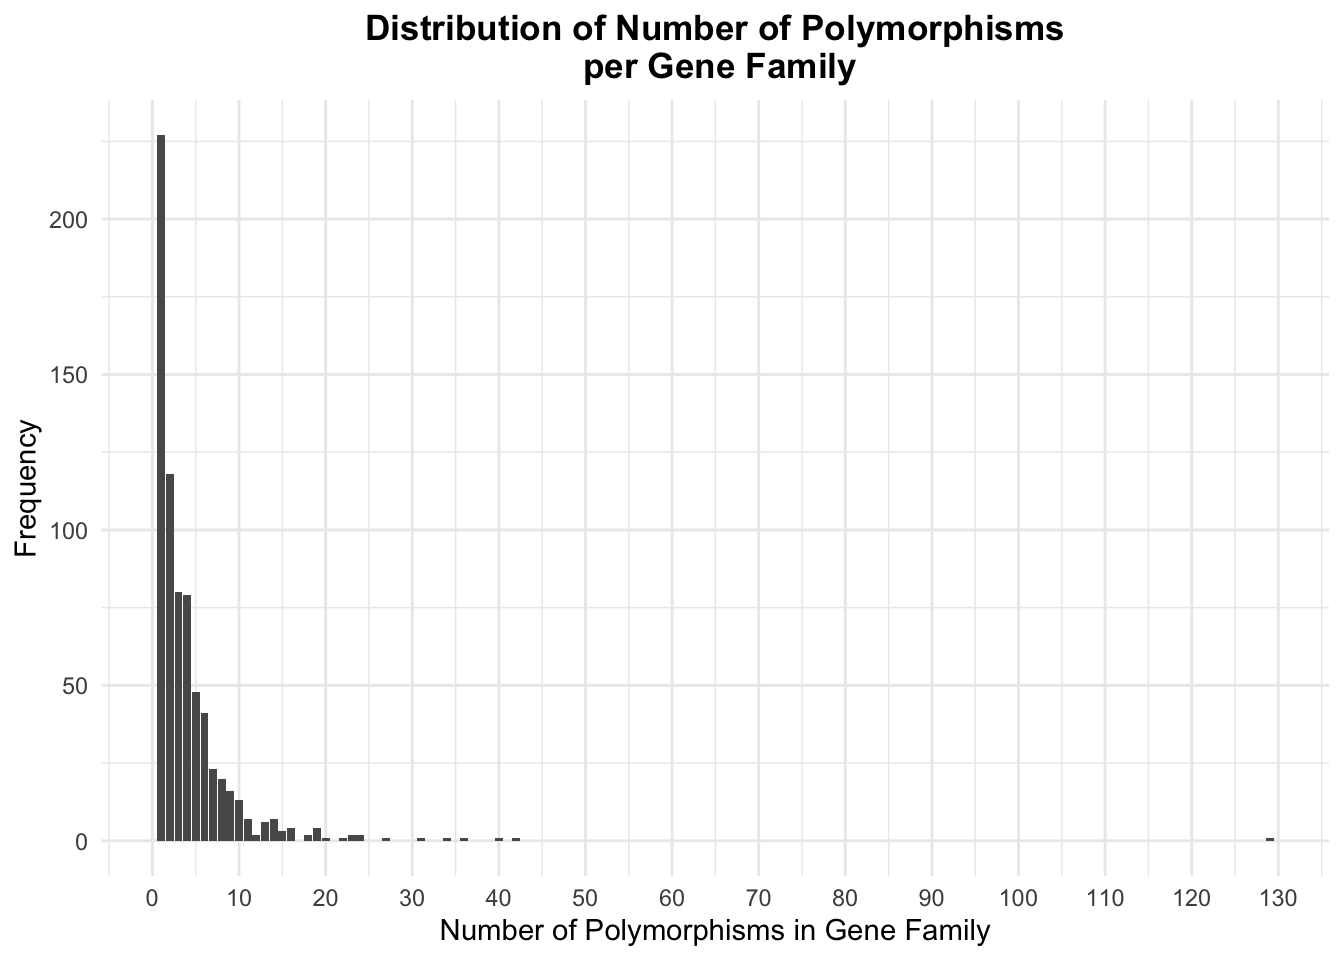 Distribution of Number of Polymorphisms
per Gene Family
Frequency
200
150
100
50
0
0 10 20 30 40 50 60 70 80 90 100 110 120 130
Number of Polymorphisms in Gene Family